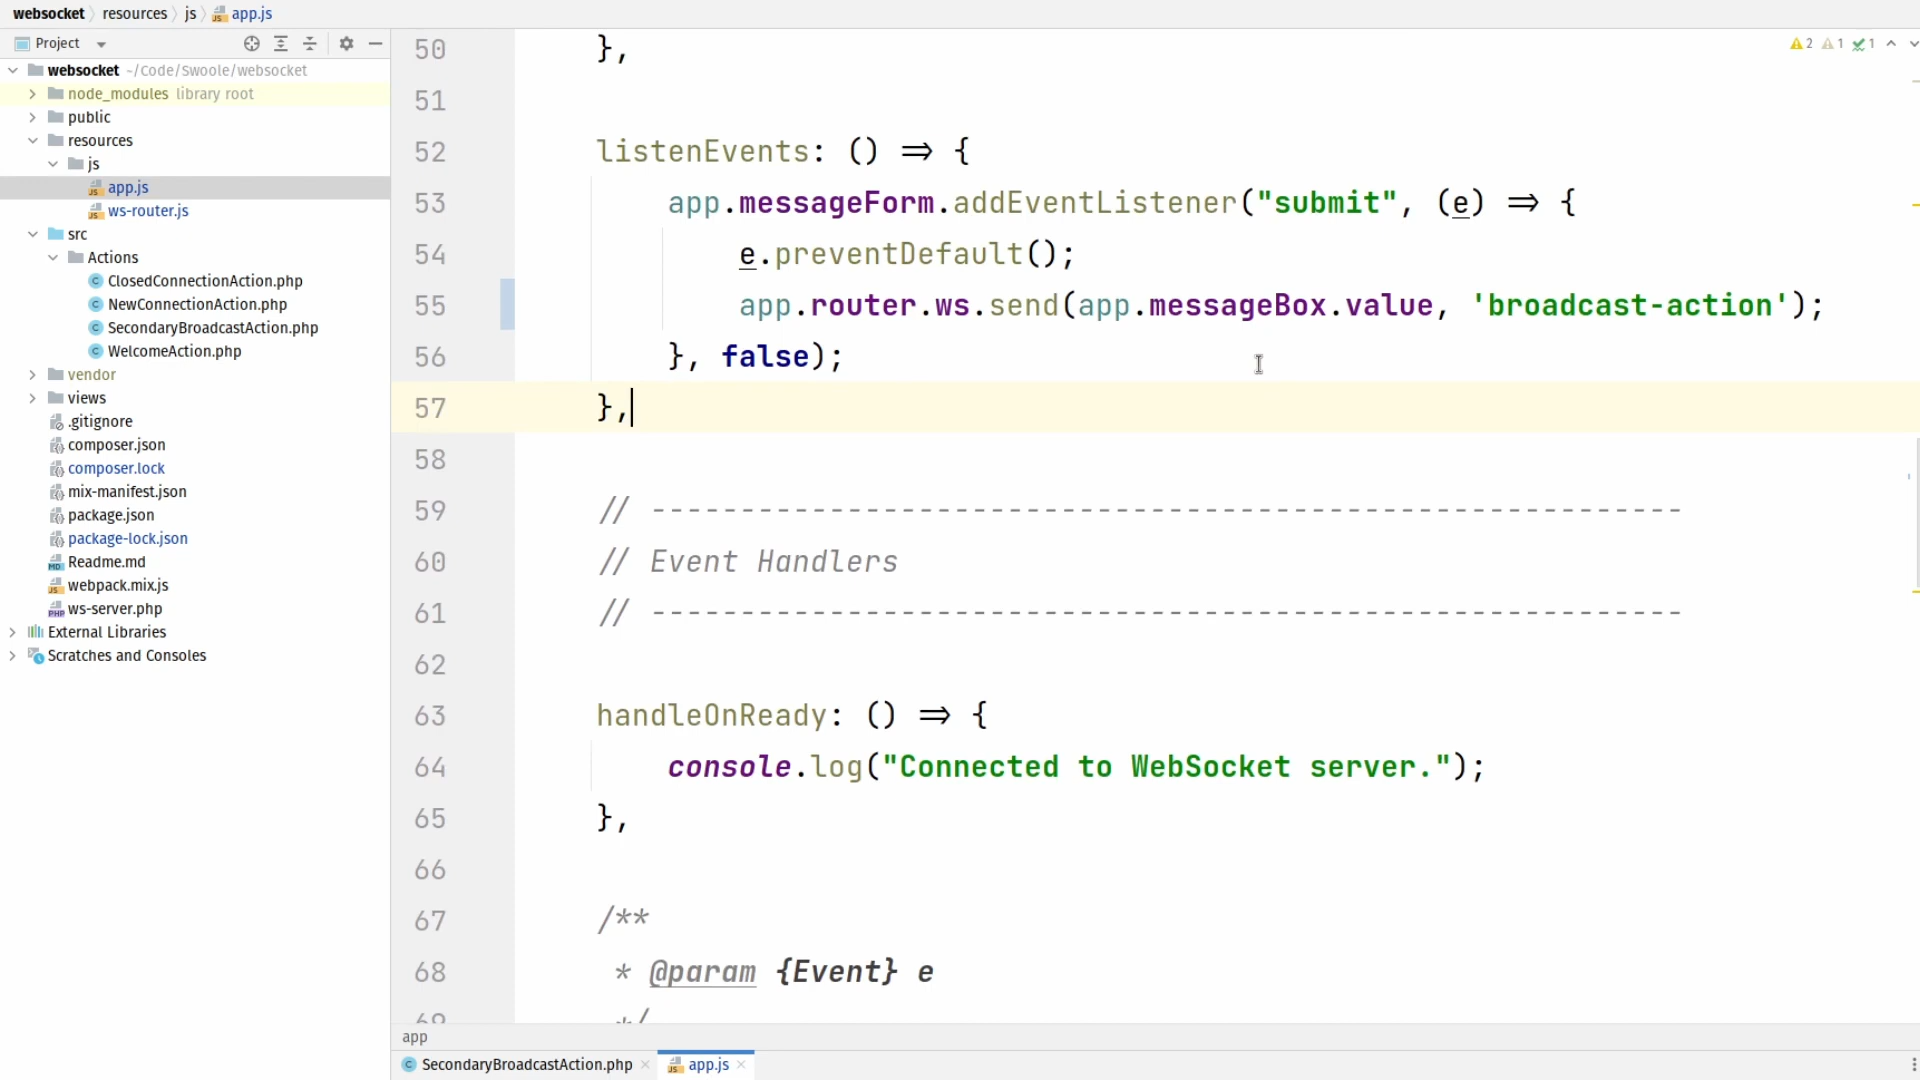 websocket resources js app.js
Project
websocket ~/Code/Swoole/websocket
node_modules library root
public
resources
js
app.js
ws-router.js
src
Actions
ClosedConnectionAction.php
NewConnectionAction.php
SecondaryBroadcastAction.php
WelcomeAction.php
vendor
views
.gitignore
composer.json
composer.lock
mix-manifest.json
package.json
package-lock.json
Readme.md
webpack.mix.js
ws-server.php
External Libraries
Scratches and Consoles
2 1 1
50 },
51
52 listenEvents: () => {
53 app.messageForm.addEventListener("submit", (e) => {
54 e.preventDefault();
55 app.router.ws.send(app.messageBox.value, 'broadcast-action');
56 }, false);
57 },
58
59 // ----------------------------------------------------------
60 // Event Handlers
61 // ----------------------------------------------------------
62
63 handleOnReady: () => {
64 console.log("Connected to WebSocket server.");
65 },
66
67 /**
68 * @param {Event} e
69 */
app
SecondaryBroadcastAction.php app.js